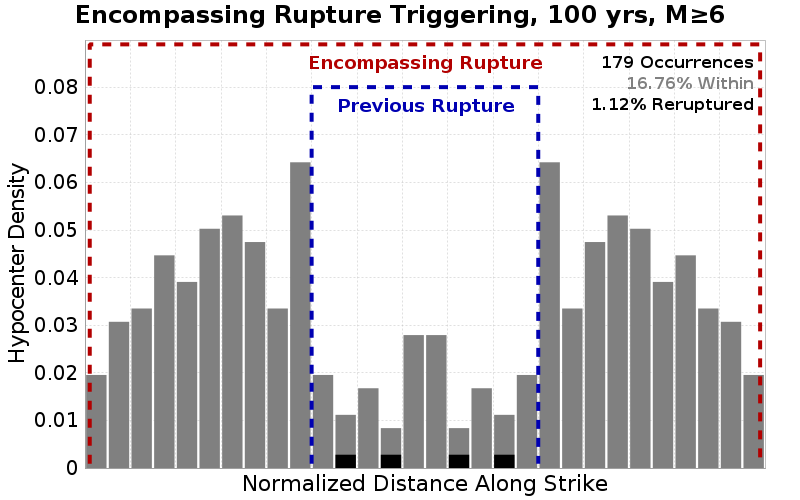 Encompassing Rupture Triggering, 100 yrs, M≥6
Encompassing Rupture
179 Occurrences
16.76% Within
Previous Rupture
1.12% Reruptured
Hypocenter Density
0.08
0.07
0.06
0.05
0.04
0.03
0.02
0.01
0
Normalized Distance Along Strike